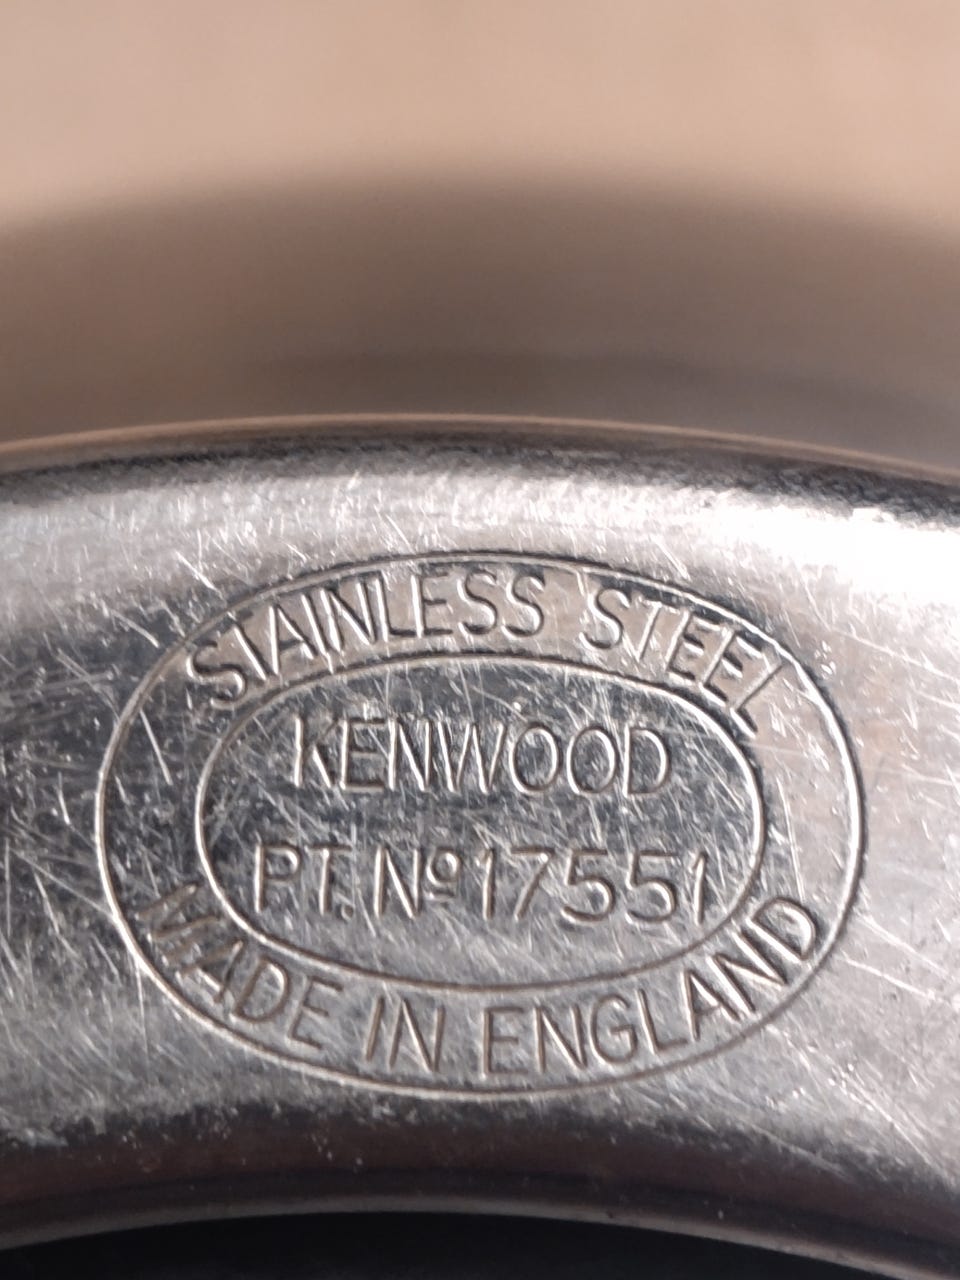 STAINLESS STEEL
KENWOOD
PT. Nº 17551
MADE IN ENGLAND